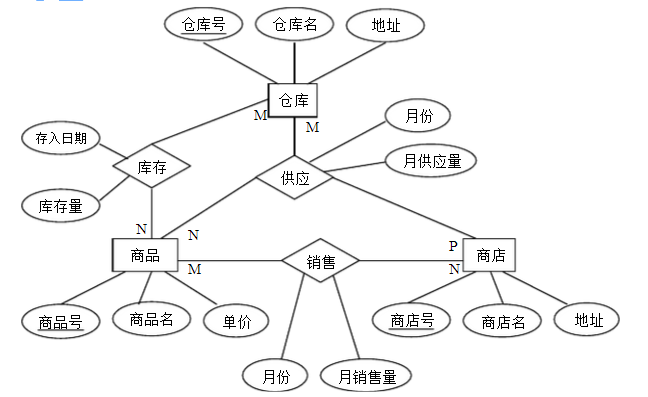 仓库号
仓库名
地址
仓库
M
M
月份
存入日期
月供应量
库存
供应
库存量
N
N
P
商品
销售
商店
M
N
商品号
商品名
单价
商店号
商店名
地址
月份
月销售量